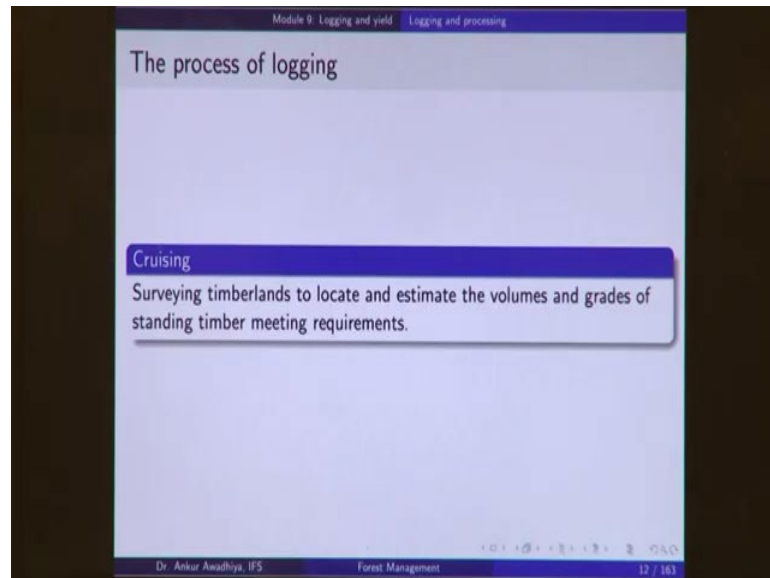 Module 9: Logging and yield Logging and processing
The process of logging
Cruising
Surveying timberlands to locate and estimate the volumes and grades of
standing timber meeting requirements.
Dr. Ankur Awadhiya, IFS Forest Management 12 / 163